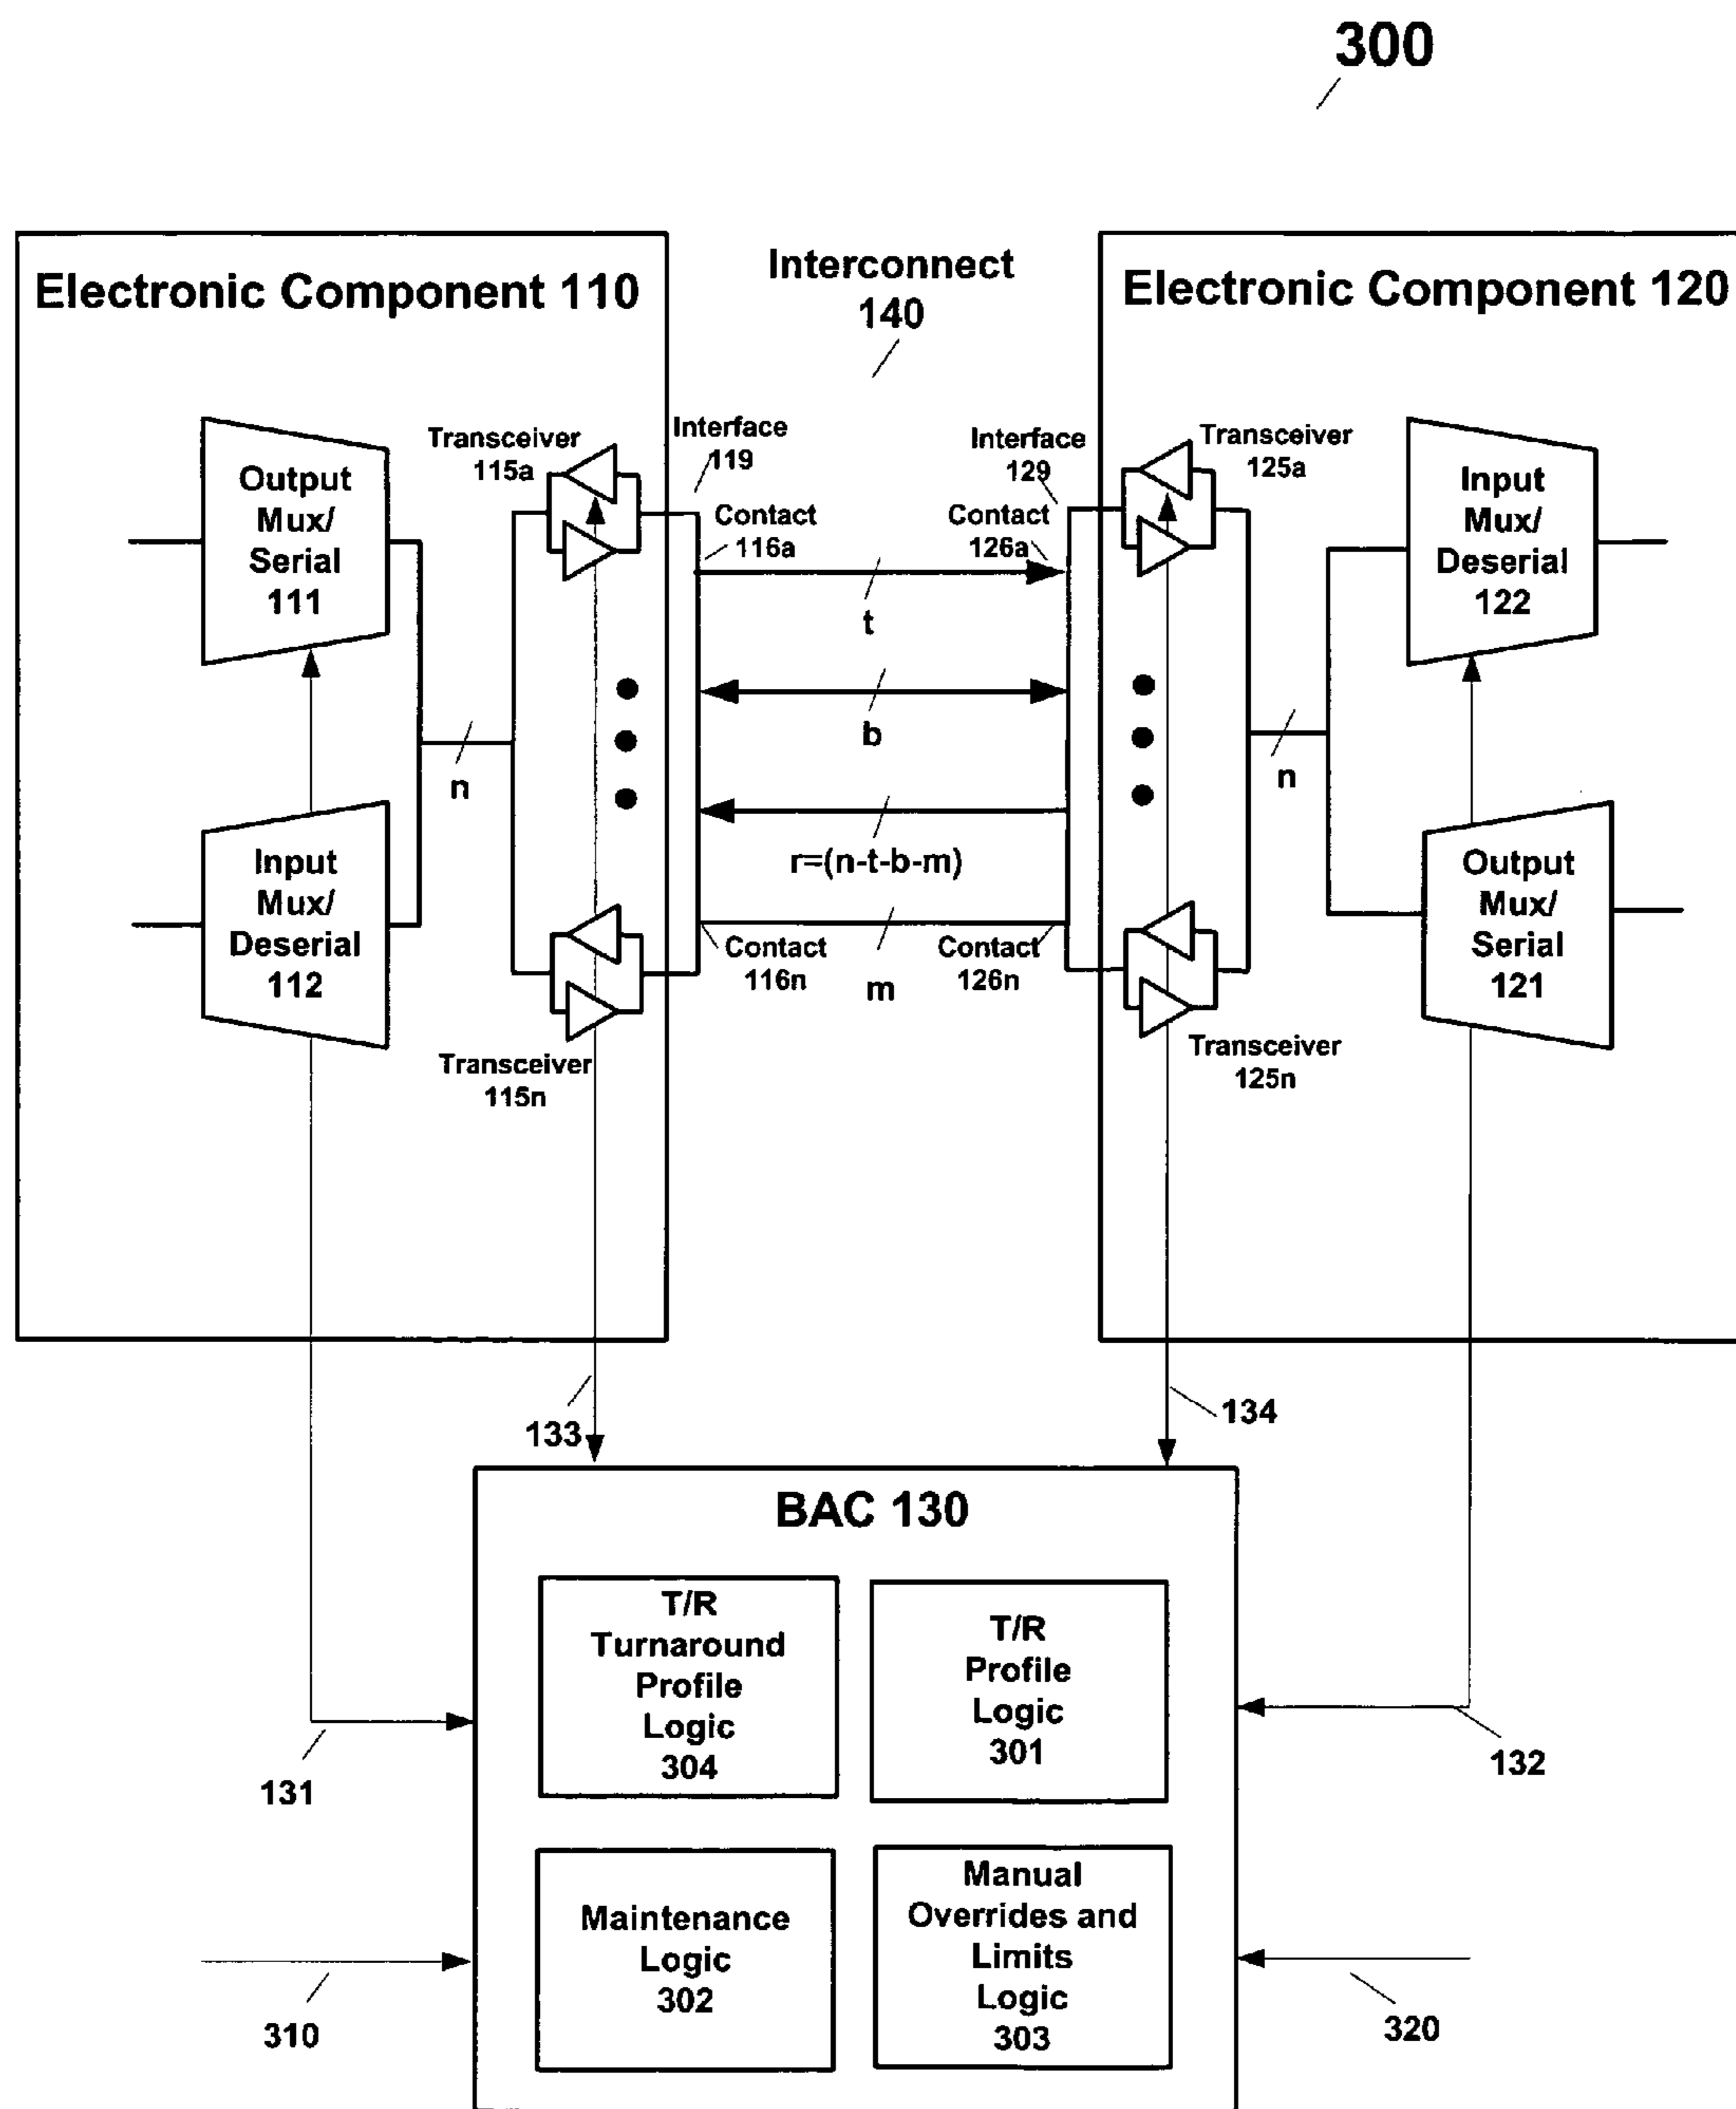 300
Electronic Component 110
Interconnect
140
Electronic Component 120
Output
Mux/
Serial
111
Transceiver
115a
Interface
119
Contact
116a
Interface
129
Contact
126a
Transceiver
125a
Input
Mux/
Deserial
122
t
b
n
n
r=(n-t-b-m)
m
Input
Mux/
Deserial
112
Contact
116n
Contact
126n
Output
Mux/
Serial
121
Transceiver
115n
Transceiver
125n
133
134
BAC 130
T/R
Turnaround
Profile
Logic
304
T/R
Profile
Logic
301
131
132
Maintenance
Logic
302
Manual
Overrides and
Limits
Logic
303
310
320